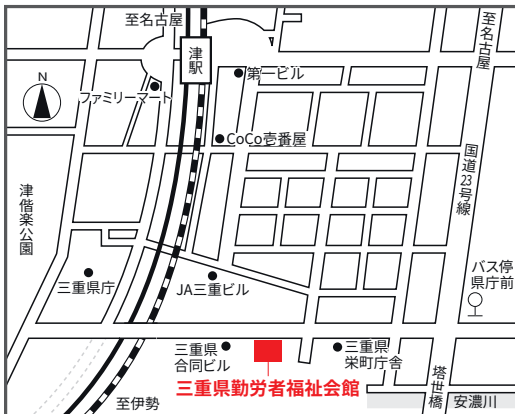 至名古屋
至名古屋
津駅
第一ビル
N
ファミリーマート
CoCo壱番屋
国道23号線
津偕楽公園
バス停
県庁前
三重県庁
JA三重ビル
三重県
合同ビル
三重県
栄町庁舎
三重県勤労者福祉会館
塔世橋
至伊勢
安濃川